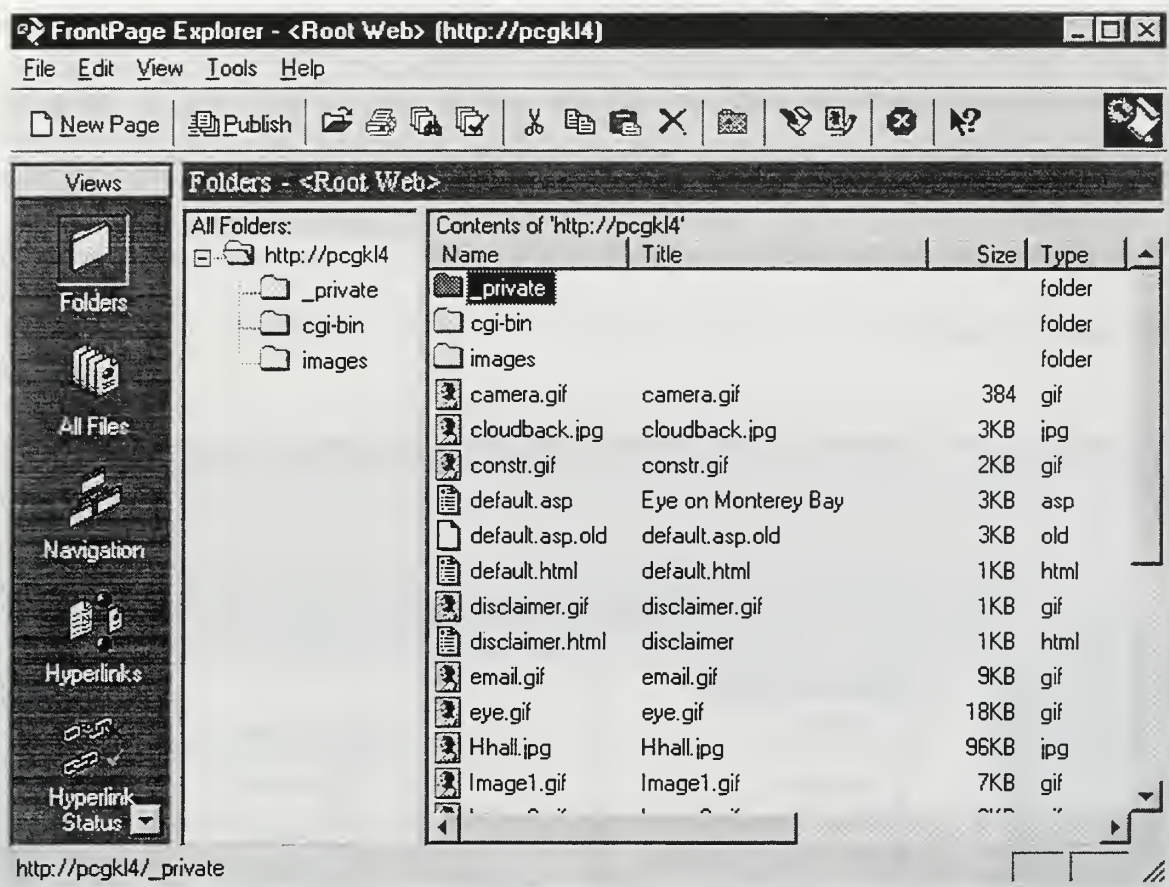 FrontPage Explorer - <Root Web> (http://pcgkl4)
File Edit View Tools Help
New Page Publish
Views
Folders - <Root Web>
Folders
All Files
Navigation
Hyperlinks
Hyperlink
Status
All Folders:
http://pcgkl4
_private
cgi-bin
images
Contents of 'http://pcgkl4'
Name Title Size Type
_private folder
cgi-bin folder
images folder
camera.gif camera.gif 384 gif
cloudback.jpg cloudback.jpg 3KB jpg
constr.gif constr.gif 2KB gif
default.asp Eye on Monterey Bay 3KB asp
default.asp.old default.asp.old 3KB old
default.html default.html 1KB html
disclaimer.gif disclaimer.gif 1KB gif
disclaimer.html disclaimer 1KB html
email.gif email.gif 9KB gif
eye.gif eye.gif 18KB gif
Hhall.jpg Hhall.jpg 96KB jpg
Image1.gif Image1.gif 7KB gif
http://pcgkl4/_private